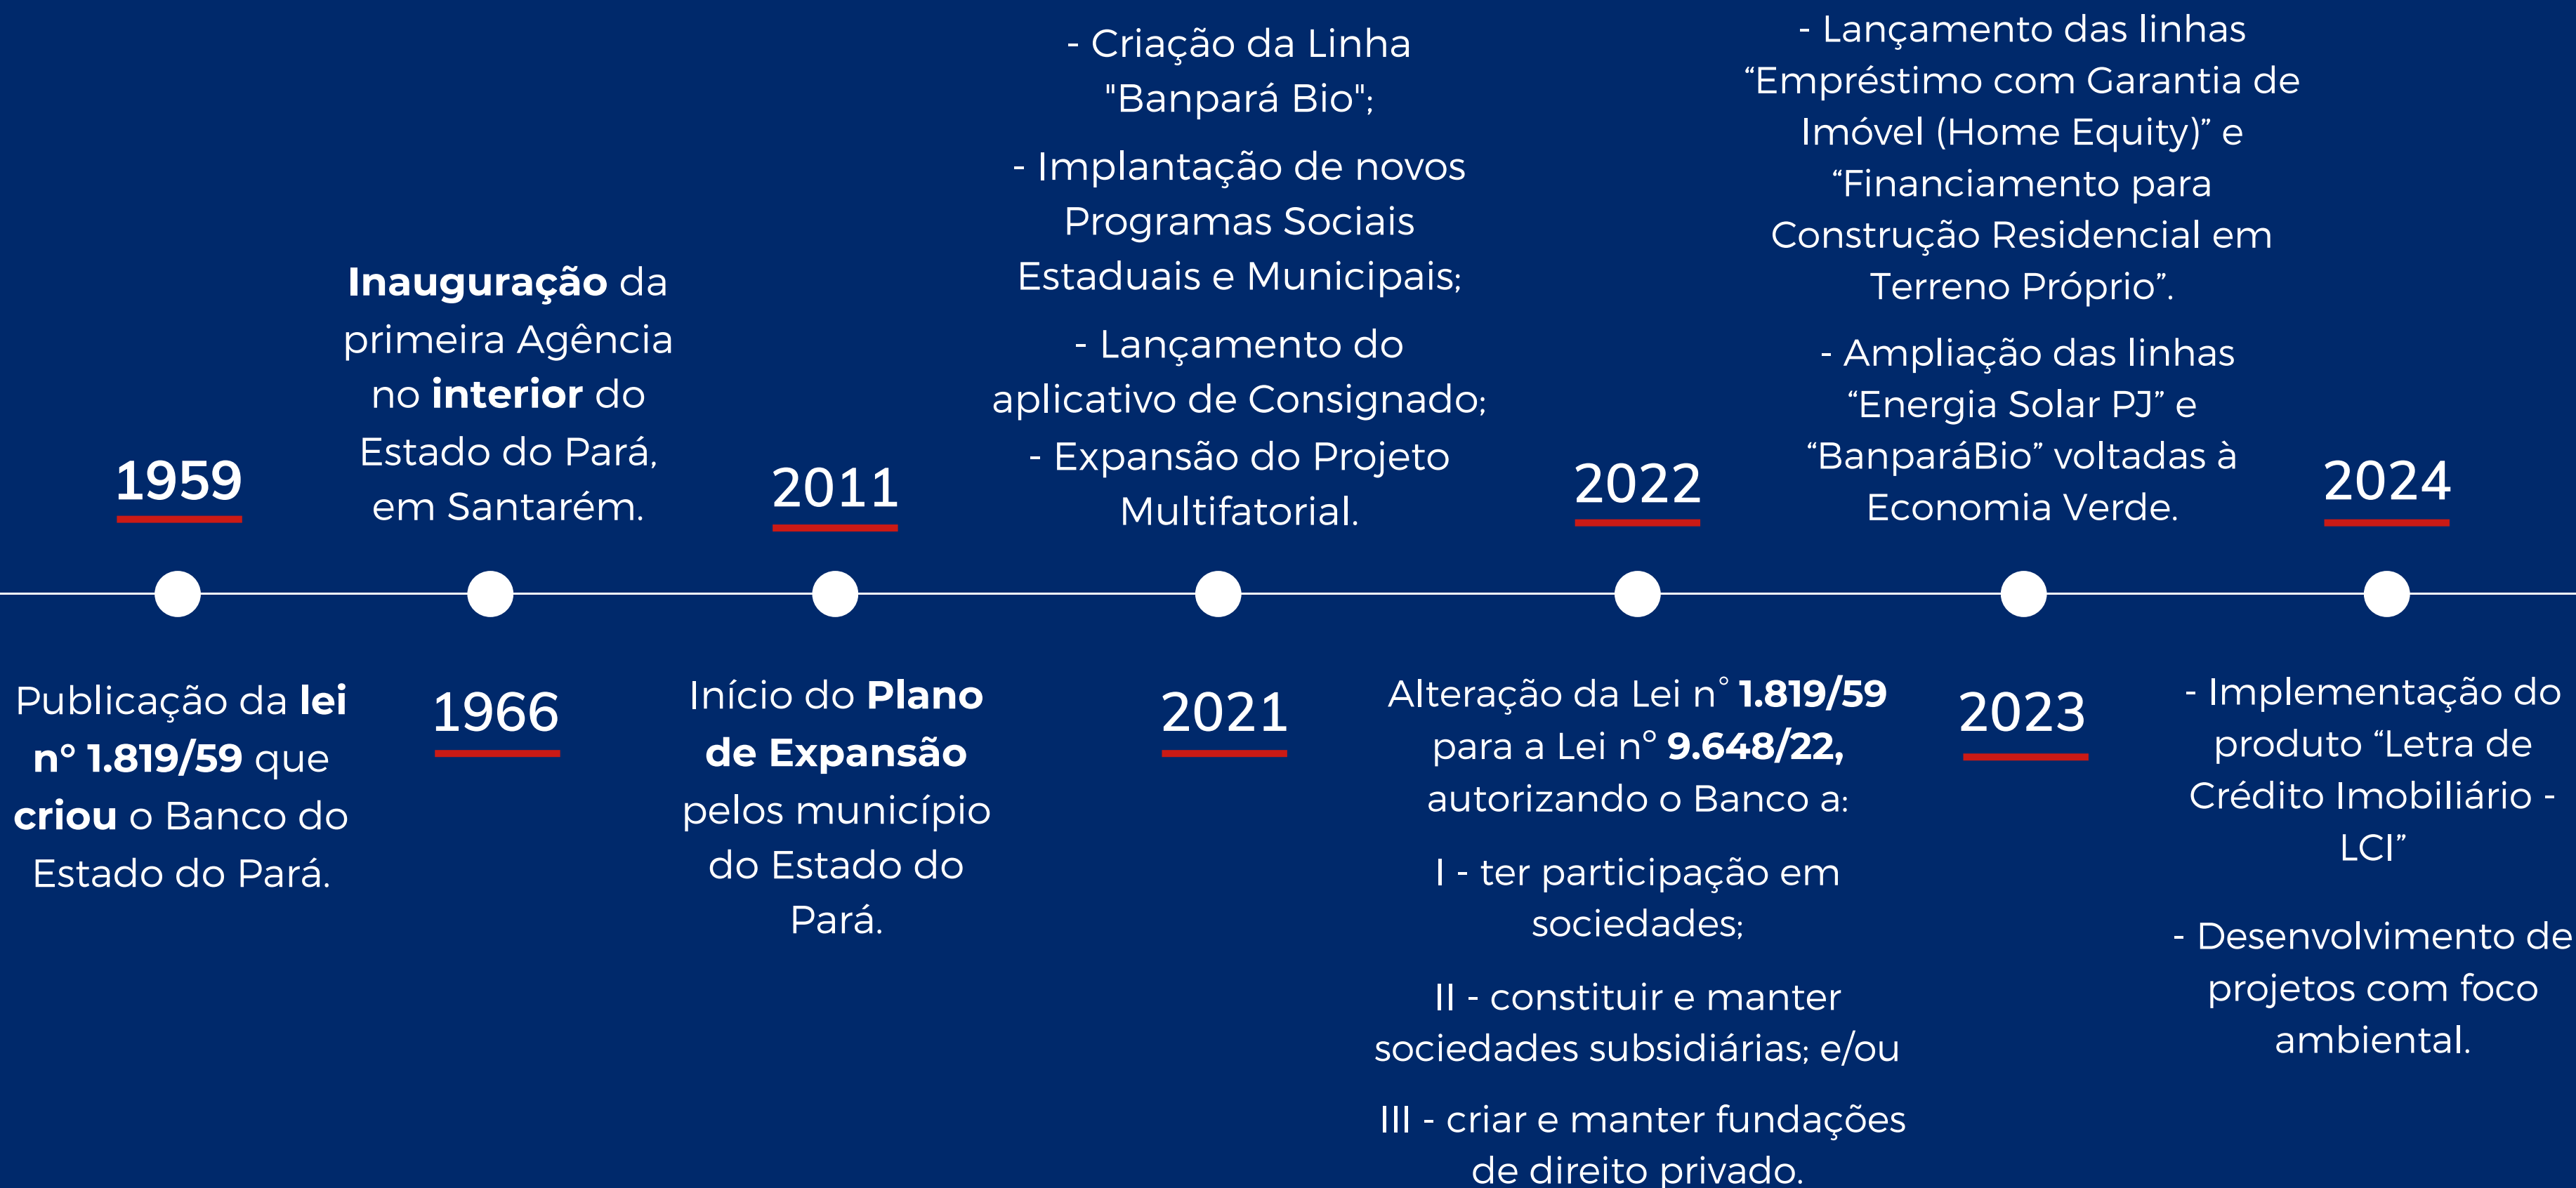 1959
Publicação da lei
n° 1.819/59 que
criou o Banco do
Estado do Pará.
Inauguração da
primeira Agência
no interior do
Estado do Pará,
em Santarém.
1966
2011
Início do Plano
de Expansão
pelos município
do Estado do
Pará.
- Criação da Linha
"Banpará Bio";
- Implantação de novos
Programas Sociais
Estaduais e Municipais;
- Lançamento do
aplicativo de Consignado;
- Expansão do Projeto
Multifatorial.
2021
2022
Alteração da Lei n° 1.819/59
para a Lei nº 9.648/22,
autorizando o Banco a:
I - ter participação em
sociedades;
II - constituir e manter
sociedades subsidiárias; e/ou
III - criar e manter fundações
de direito privado.
- Lançamento das linhas
“Empréstimo com Garantia de
Imóvel (Home Equity)” e
“Financiamento para
Construção Residencial em
Terreno Próprio”.
- Ampliação das linhas
“Energia Solar PJ” e
“BanparáBio” voltadas à
Economia Verde.
2023
2024
- Implementação do
produto “Letra de
Crédito Imobiliário -
LCI”
- Desenvolvimento de
projetos com foco
ambiental.